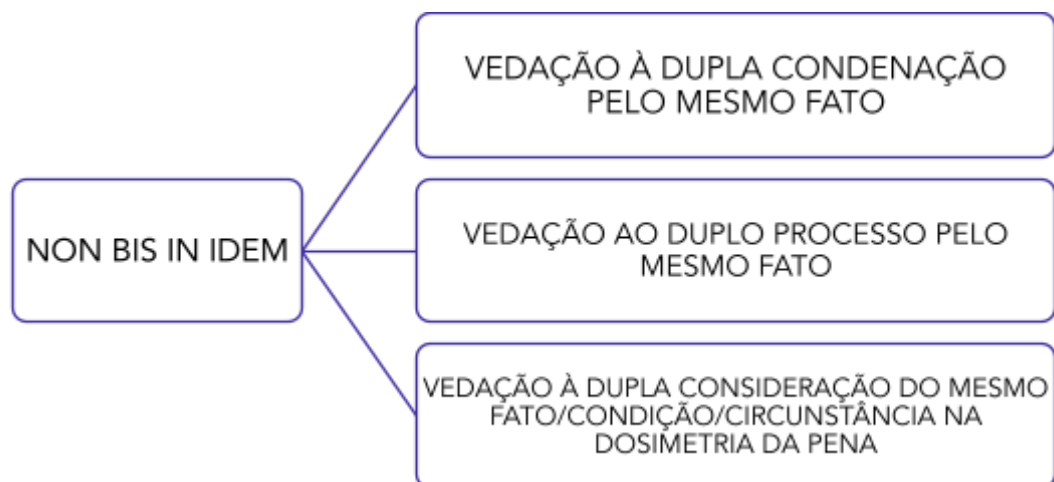 NON BIS IN IDEM
VEDAÇÃO À DUPLA CONDENAÇÃO
PELO MESMO FATO
VEDAÇÃO AO DUPLO PROCESSO PELO
MESMO FATO
VEDAÇÃO À DUPLA CONSIDERAÇÃO DO MESMO
FATO/CONDIÇÃO/CIRCUNSTÂNCIA NA
DOSIMETRIA DA PENA